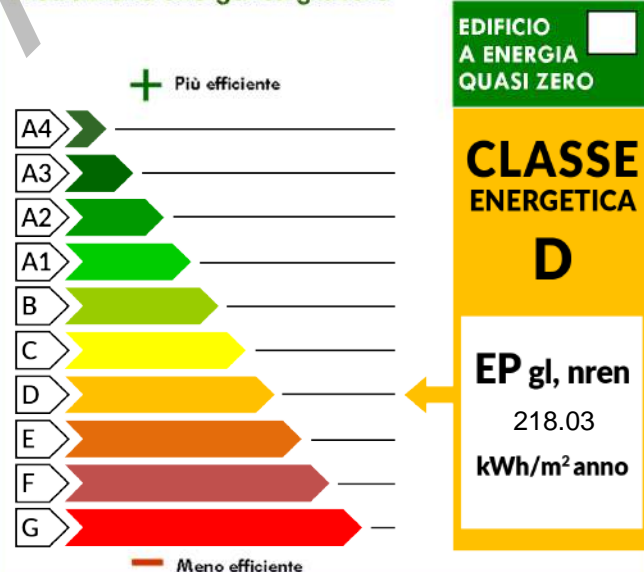 EDIFICIO
A ENERGIA
QUASI ZERO
Più efficiente
A4
A3
A2
A1
B
C
D
E
F
G
Meno efficiente
CLASSE
ENERGETICA
D
EP gl, nren
218.03
kWh/m² anno